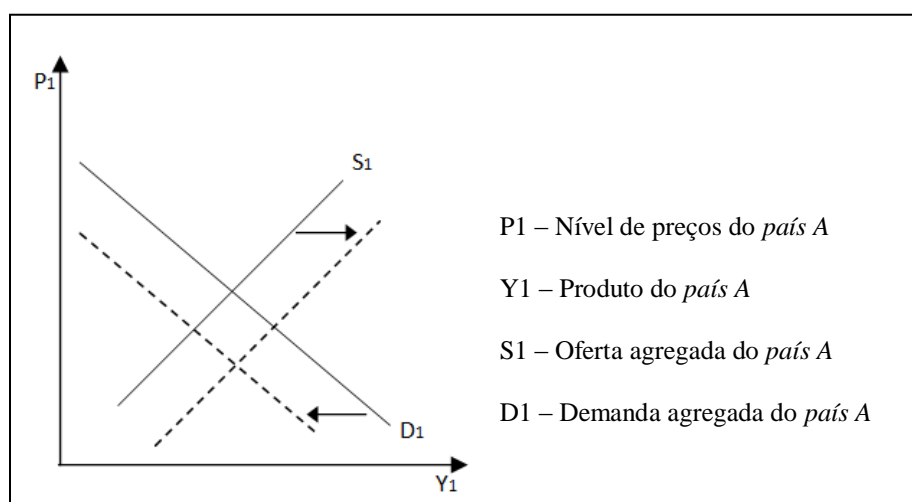 P1
S1
D1
Y1
P1 – Nível de preços do país A
Y1 – Produto do país A
S1 – Oferta agregada do país A
D1 – Demanda agregada do país A